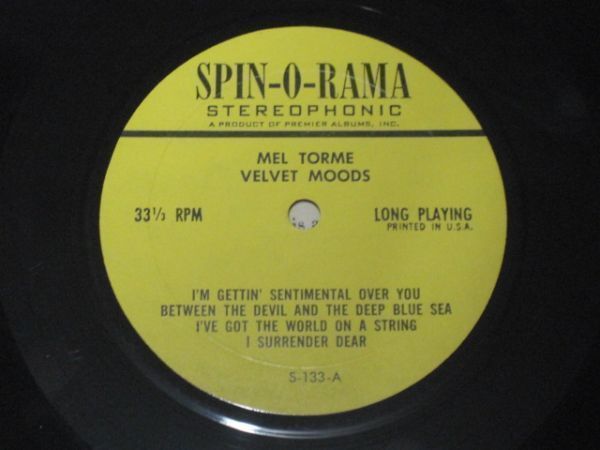 SPIN-O-RAMA
STEREOPHONIC
A PRODUCT OF PREMIER ALBUMS, INC.
MEL TORME
VELVET MOODS
33⅓ RPM
LONG PLAYING
PRINTED IN U.S.A.
I'M GETTIN' SENTIMENTAL OVER YOU
BETWEEN THE DEVIL AND THE DEEP BLUE SEA
I'VE GOT THE WORLD ON A STRING
I SURRENDER DEAR
S-133-A